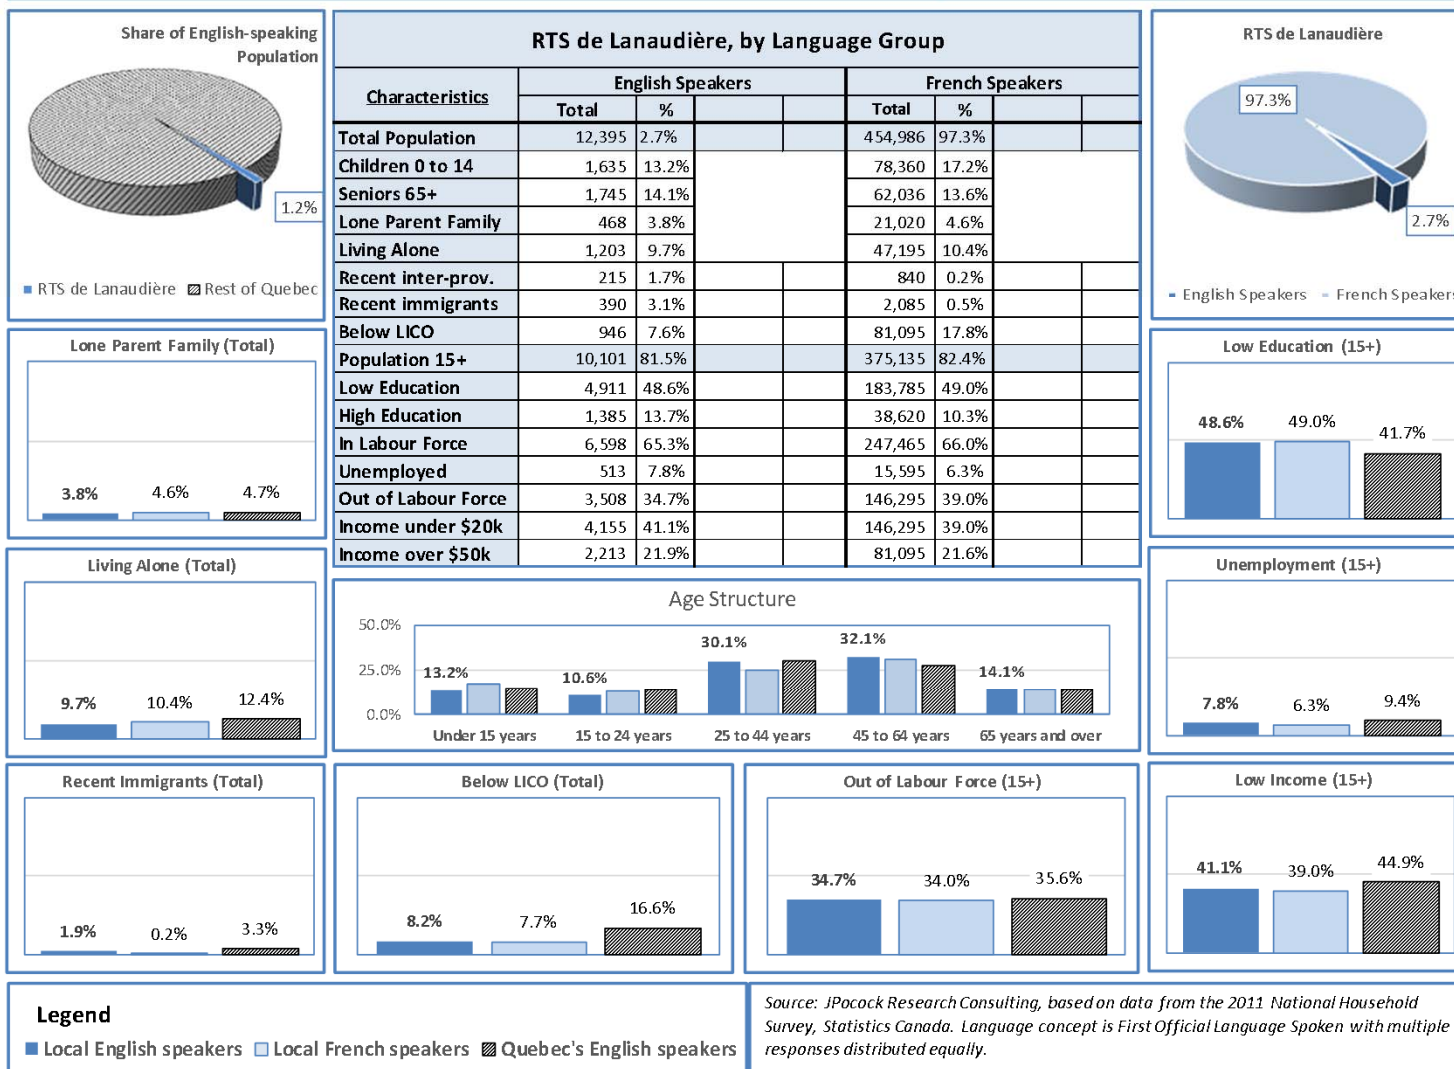 Share of English-speaking
Population
1.2%
RTS de Lanaudière Rest of Quebec
RTS de Lanaudière, by Language Group
Characteristics English Speakers French Speakers
Total % Total %
Total Population 12,395 2.7% 454,986 97.3%
Children 0 to 14 1,635 13.2% 78,360 17.2%
Seniors 65+ 1,745 14.1% 62,036 13.6%
Lone Parent Family 468 3.8% 21,020 4.6%
Living Alone 1,203 9.7% 47,195 10.4%
Recent inter-prov. 215 1.7% 840 0.2%
Recent immigrants 390 3.1% 2,085 0.5%
Below LICO 946 7.6% 81,095 17.8%
Population 15+ 10,101 81.5% 375,135 82.4%
Low Education 4,911 48.6% 183,785 49.0%
High Education 1,385 13.7% 38,620 10.3%
In Labour Force 6,598 65.3% 247,465 66.0%
Unemployed 513 7.8% 15,595 6.3%
Out of Labour Force 3,508 34.7% 146,295 39.0%
Income under $20k 4,155 41.1% 146,295 39.0%
Income over $50k 2,213 21.9% 81,095 21.6%
RTS de Lanaudière
97.3%
2.7%
English Speakers French Speakers
Lone Parent Family (Total)
3.8% 4.6% 4.7%
Low Education (15+)
48.6% 49.0% 41.7%
Living Alone (Total)
9.7% 10.4% 12.4%
Age Structure
50.0%
25.0%
0.0%
13.2% 10.6% 30.1% 32.1% 14.1%
Under 15 years 15 to 24 years 25 to 44 years 45 to 64 years 65 years and over
Unemployment (15+)
7.8% 6.3% 9.4%
Recent Immigrants (Total)
1.9% 0.2% 3.3%
Below LICO (Total)
8.2% 7.7% 16.6%
Out of Labour Force (15+)
34.7% 34.0% 35.6%
Low Income (15+)
41.1% 39.0% 44.9%
Legend
Local English speakers Local French speakers Quebec's English speakers
Source: JPocock Research Consulting, based on data from the 2011 National Household
Survey, Statistics Canada. Language concept is First Official Language Spoken with multiple
responses distributed equally.